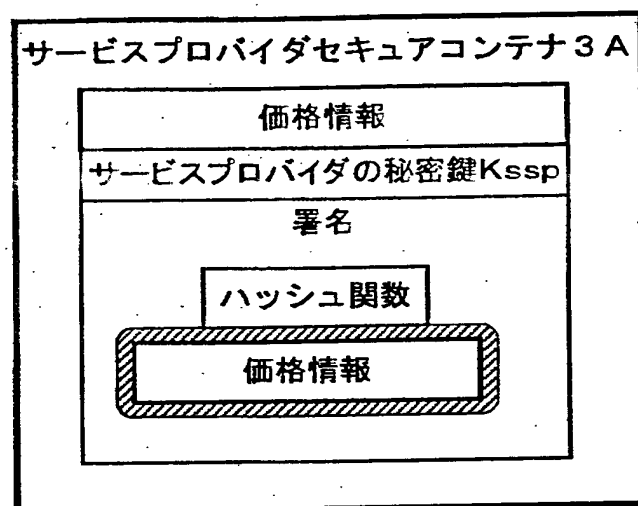 サービスプロバイダセキュアコンテナ3A
価格情報
サービスプロバイダの秘密鍵Kssp
署名
ハッシュ関数
価格情報